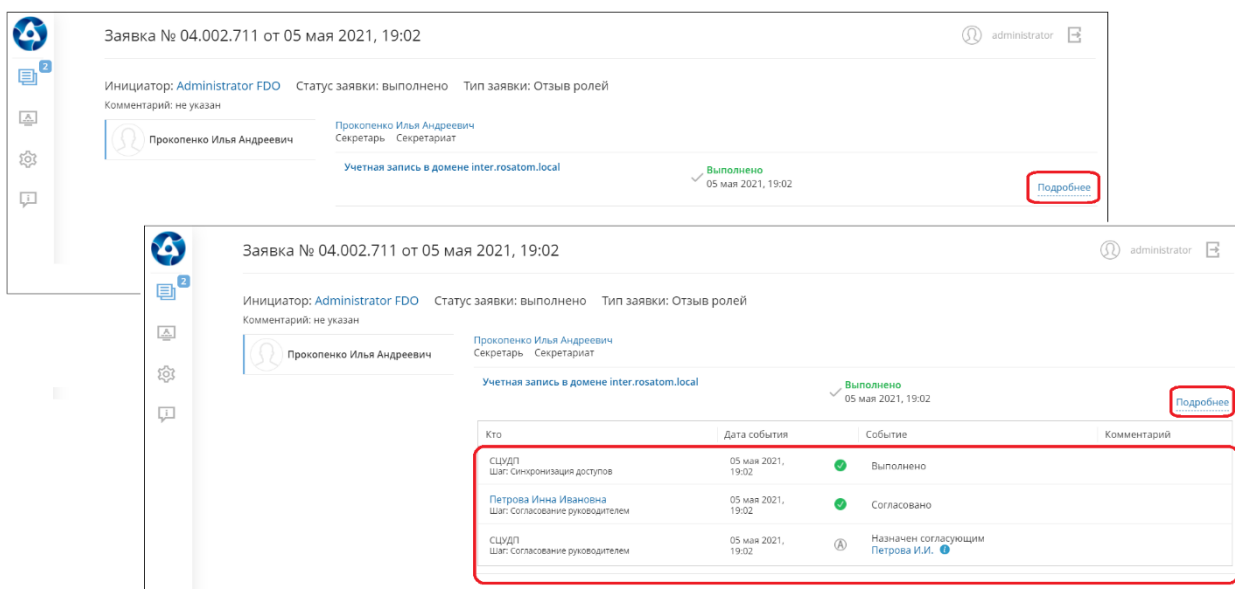 Заявка № 04.002.711 от 05 мая 2021, 19:02
administrator
2
Инициатор: Administrator FDO Статус заявки: выполнено Тип заявки: Отзыв ролей
Комментарий: не указан
Прокопенко Илья Андреевич
Прокопенко Илья Андреевич
Секретарь Секретариат
Учетная запись в домене inter.rosatom.local
Выполнено
05 мая 2021, 19:02
Подробнее
Заявка № 04.002.711 от 05 мая 2021, 19:02
administrator
2
Инициатор: Administrator FDO Статус заявки: выполнено Тип заявки: Отзыв ролей
Комментарий: не указан
Прокопенко Илья Андреевич
Прокопенко Илья Андреевич
Секретарь Секретариат
Учетная запись в домене inter.rosatom.local
Выполнено
05 мая 2021, 19:02
Подробнее
Кто Дата события Событие Комментарий
СЦУДП
Шаг: Синхронизация доступов
05 мая 2021,
19:02
Выполнено
Петрова Инна Ивановна
Шаг: Согласование руководителем
05 мая 2021,
19:02
Согласовано
СЦУДП
Шаг: Согласование руководителем
05 мая 2021,
19:02
Назначен согласующим
Петрова И.И.